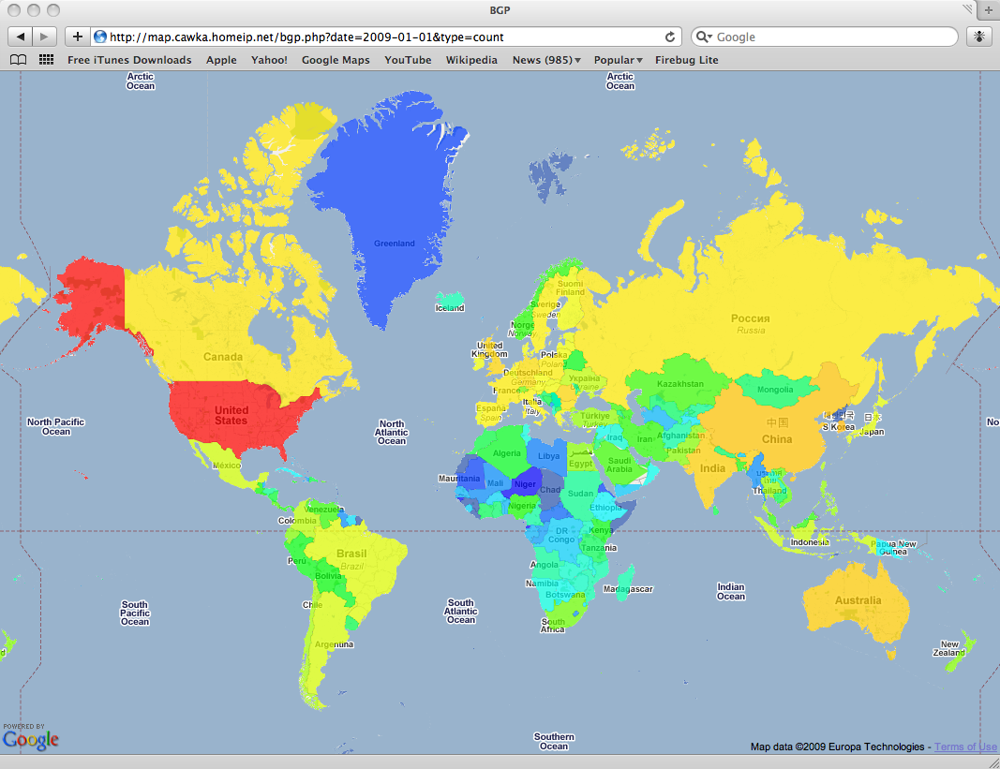 BGP
http://map.cawka.homeip.net/bgp.php?date=2009-01-01&type=count
Google
Free iTunes Downloads
Apple
Yahoo!
Google Maps
YouTube
Wikipedia
News (985)
Popular
Firebug Lite
Arctic
Ocean
Arctic
Ocean
Greenland
Iceland
Suomi
Finland
Sverige
Sweden
Norge
Norway
Россия
Russia
Canada
United
Kingdom
Polska
Poland
Deutschland
Germany
Україна
Ukraine
France
Italia
Italy
España
Spain
Kazakhstan
Mongolia
United
States
North Pacific
Ocean
North
Atlantic
Ocean
Türkiye
Turkey
中国
China
S Korea
日本
Japan
No
Algeria
Libya
مصر
Egypt
Iraq
Iran
Afghanistan
Pakistan
India
Saudi
Arabia
México
Mauritania
Mali
Niger
Chad
Sudan
Nigeria
Ethiopia
Thailand
Venezuela
Colombia
DR
Congo
Kenya
Tanzania
Indonesia
Papua New
Guinea
Brasil
Brazil
Perú
Bolivia
Angola
Namibia
Botswana
Madagascar
South
Africa
Indian
Ocean
Australia
South
Pacific
Ocean
Chile
South
Atlantic
Ocean
Argentina
New
Zealand
d
POWERED BY
Google
Southern
Ocean
Map data ©2009 Europa Technologies - Terms of Use